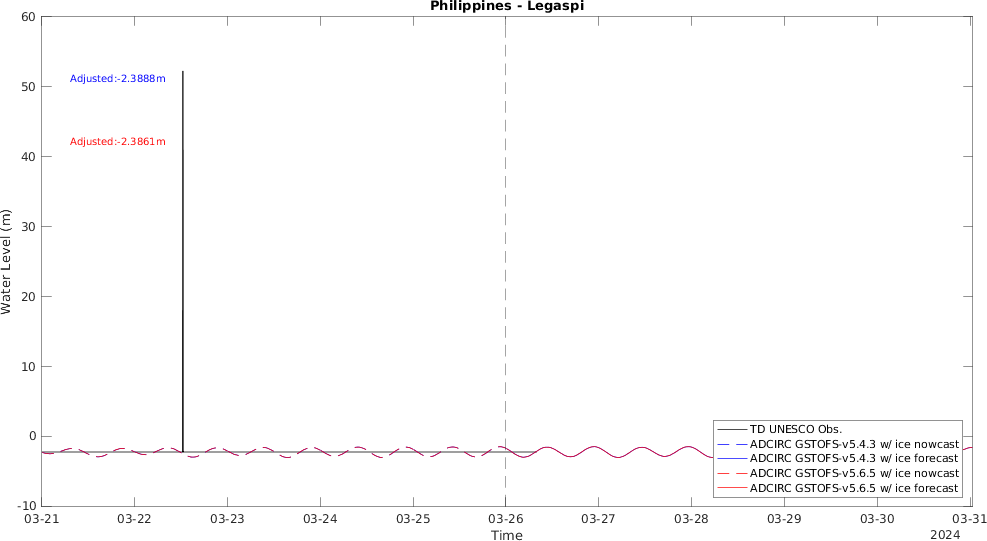 Philippines - Legaspi
60
50
40
30
20
10
0
-10
Water Level (m)
Adjusted:-2.3888m
Adjusted:-2.3861m
TD UNESCO Obs.
ADCIRC GSTOFS-v5.4.3 w/ ice nowcast
ADCIRC GSTOFS-v5.4.3 w/ ice forecast
ADCIRC GSTOFS-v5.6.5 w/ ice nowcast
ADCIRC GSTOFS-v5.6.5 w/ ice forecast
03-21 03-22 03-23 03-24 03-25 03-26 03-27 03-28 03-29 03-30 03-31
Time
2024